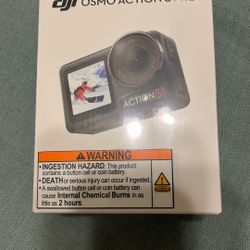 dji OSMO ACTION
ACTION 5
WARNING
• INGESTION HAZARD: This product
contains a button cell or coin battery.
• DEATH or serious injury can occur if ingested.
• A swallowed button cell or coin battery can
cause Internal Chemical Burns in as
little as 2 hours.